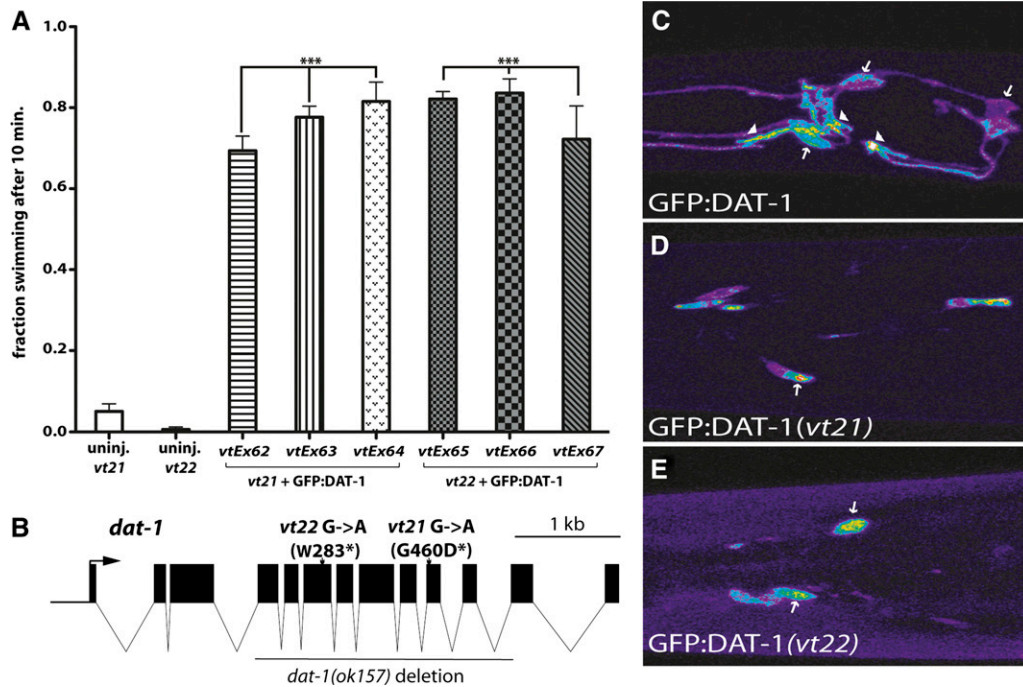 A
fraction swimming after 10 min.
1.0
0.8
0.6
0.4
0.2
0.0
***
***
uninj. vt21
uninj. vt22
vtEx62
vtEx63
vtEx64
vtEx65
vtEx66
vtEx67
vt21 + GFP:DAT-1
vt22 + GFP:DAT-1
B
dat-1
vt22 G->A
(W283*)
vt21 G->A
(G460D*)
1 kb
dat-1(ok157) deletion
C
GFP:DAT-1
D
GFP:DAT-1(vt21)
E
GFP:DAT-1(vt22)